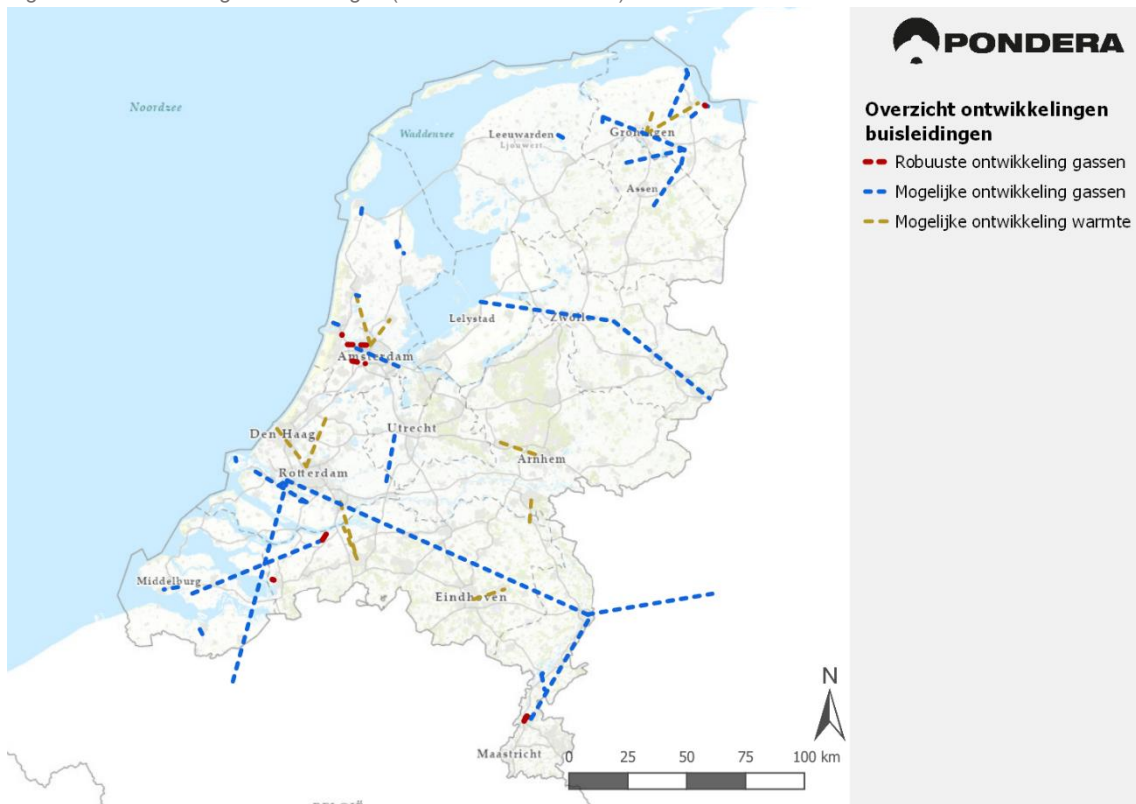 Noordzee
Waddenzee
Leeuwarden
Ljouwert
Groningen
Assen
Lelystad
Zwolle
Amsterdam
Den Haag
Utrecht
Rotterdam
Arnhem
Middelburg
Eindhoven
Maastricht
N
0 25 50 75 100 km
PONDERA
Overzicht ontwikkelingen
buisleidingen
Robuuste ontwikkeling gassen
Mogelijke ontwikkeling gassen
Mogelijke ontwikkeling warmte